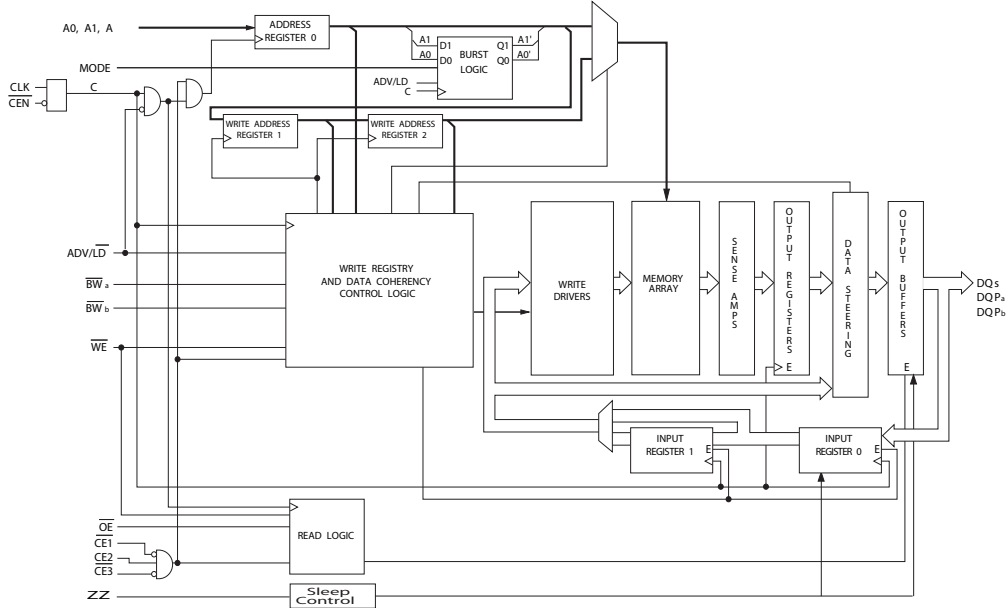 A0, A1, A
ADDRESS
REGISTER 0
A1
A0
D1
D0
BURST
LOGIC
Q1
Q0
A1'
A0'
MODE
ADV/LD
C
CLK
C
CEN
WRITE ADDRESS
REGISTER 1
WRITE ADDRESS
REGISTER 2
ADV/LD
BWa
BWb
WE
WRITE REGISTRY
AND DATA COHERENCY
CONTROL LOGIC
WRITE
DRIVERS
MEMORY
ARRAY
SENSE AMPS
OUTPUT REGISTERS
E
DATA STEERING
OUTPUT BUFFERS
E
DQs
DQPa
DQPb
INPUT
REGISTER 1
E
INPUT
REGISTER 0
E
OE
CE1
CE2
CE3
READ LOGIC
ZZ
Sleep
Control